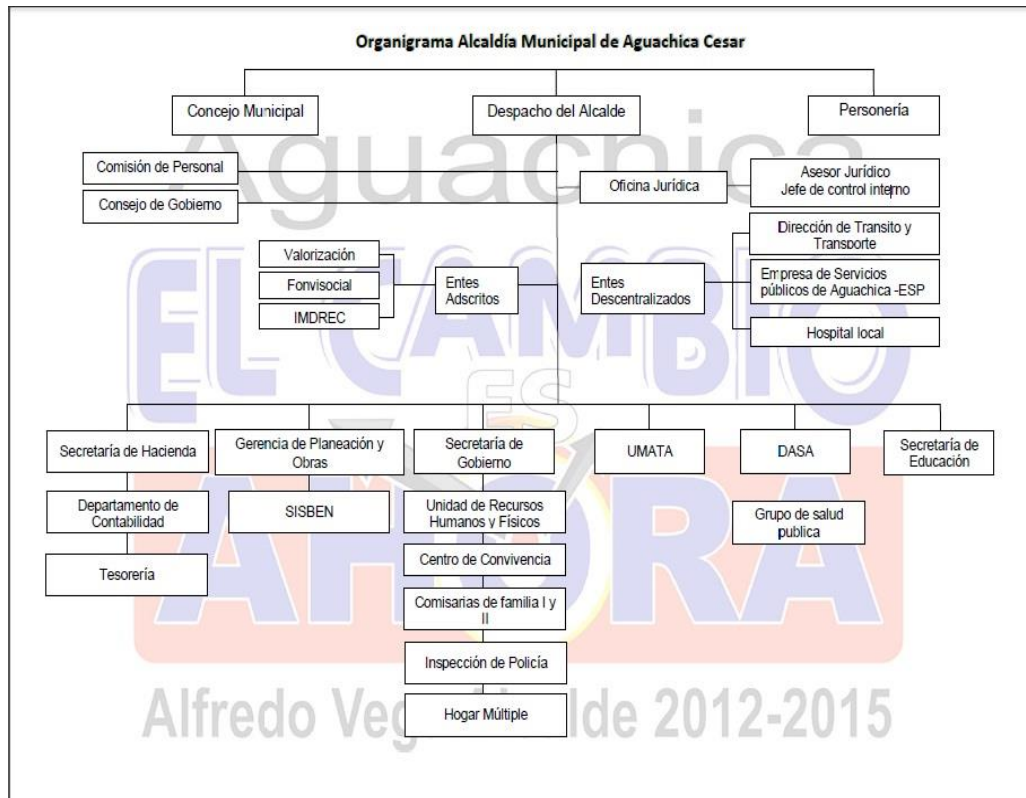 Organigrama Alcaldía Municipal de Aguachica Cesar
Concejo Municipal
Despacho del Alcalde
Personería
Aguachica
Comisión de Personal
Consejo de Gobierno
Oficina Jurídica
Asesor Jurídico
Jefe de control interno
Valorización
Fonvisocial
IMDREC
Entes
Adscritos
Entes
Descentralizados
Dirección de Transito y
Transporte
Empresa de Servicios
públicos de Aguachica -ESP
Hospital local
EL CAMBIO
ES
AHORA
Secretaría de Hacienda
Gerencia de Planeación y
Obras
Secretaría de
Gobierno
UMATA
DASA
Secretaría de
Educación
Departamento de
Contabilidad
SISBEN
Unidad de Recursos
Humanos y Físicos
Grupo de salud
publica
Tesorería
Centro de Convivencia
Comisarias de familia I y
II
Inspección de Policía
Hogar Múltiple
Alfredo 2012-2015